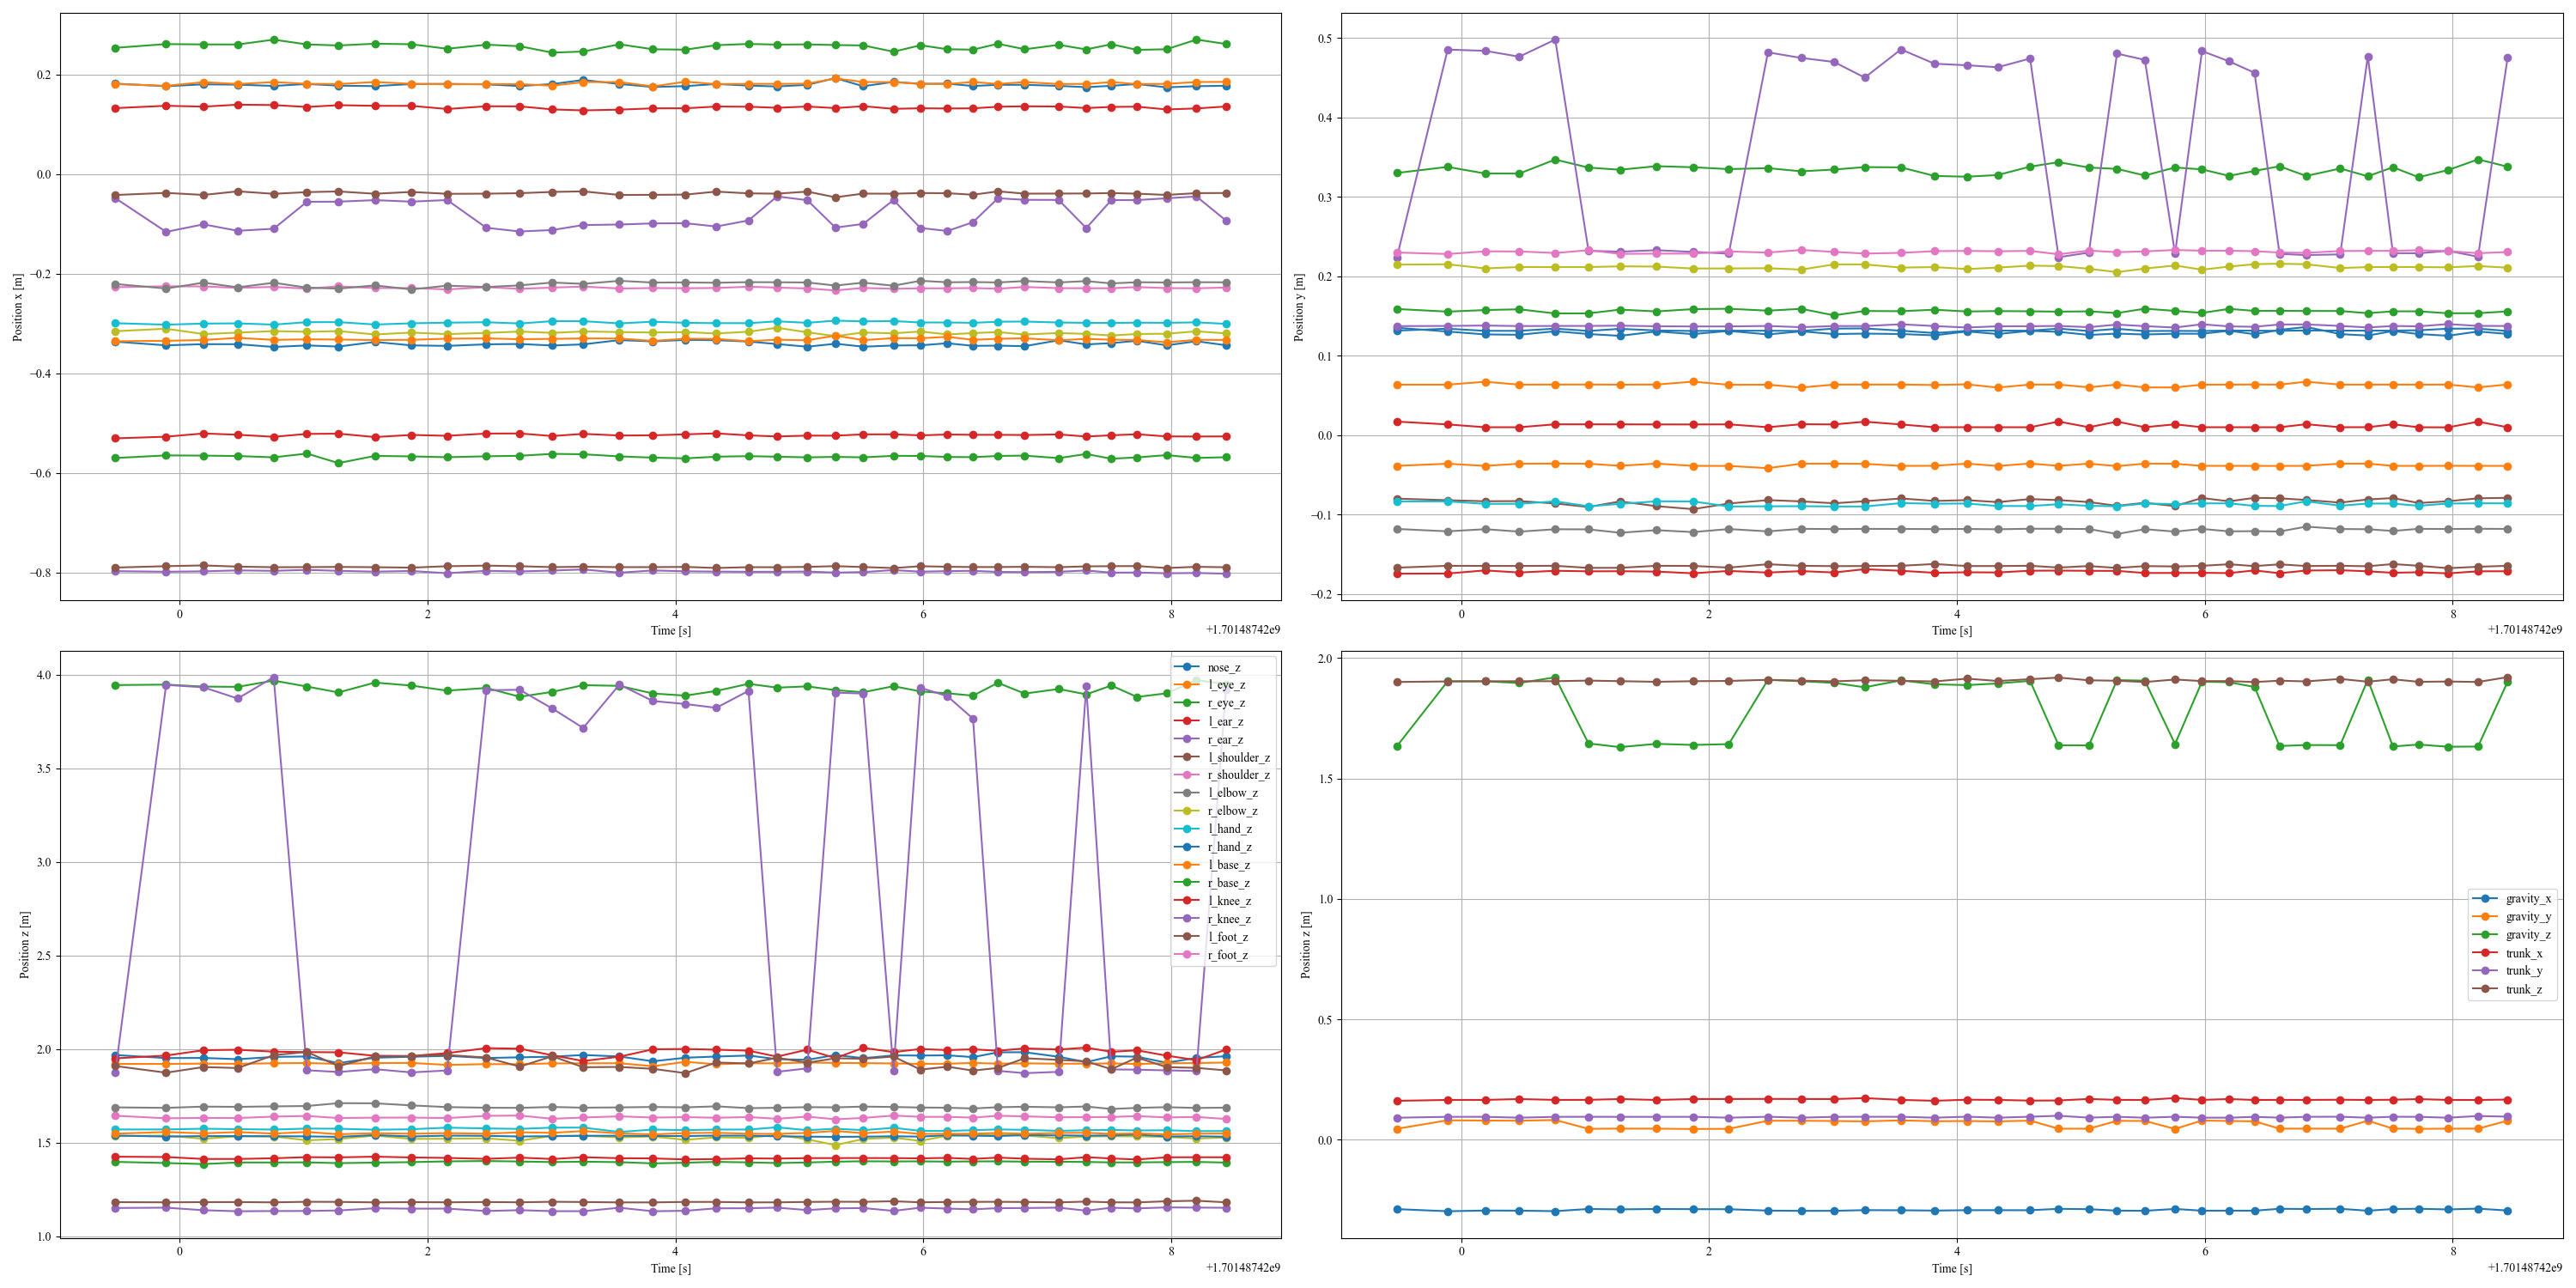 0.2
0.0
−0.2
−0.4
−0.6
−0.8
Position x [m]
0 2 4 6 8
Time [s]
+1.70148742e9
0.5
0.4
0.3
0.2
0.1
0.0
−0.1
−0.2
Position y [m]
0 2 4 6 8
Time [s]
+1.70148742e9
4.0
3.5
3.0
2.5
2.0
1.5
1.0
Position z [m]
nose_z
l_eye_z
r_eye_z
l_ear_z
r_ear_z
l_shoulder_z
r_shoulder_z
l_elbow_z
r_elbow_z
l_hand_z
r_hand_z
l_base_z
r_base_z
l_knee_z
r_knee_z
l_foot_z
r_foot_z
0 2 4 6 8
Time [s]
+1.70148742e9
2.0
1.5
1.0
0.5
0.0
Position z [m]
gravity_x
gravity_y
gravity_z
trunk_x
trunk_y
trunk_z
0 2 4 6 8
Time [s]
+1.70148742e9